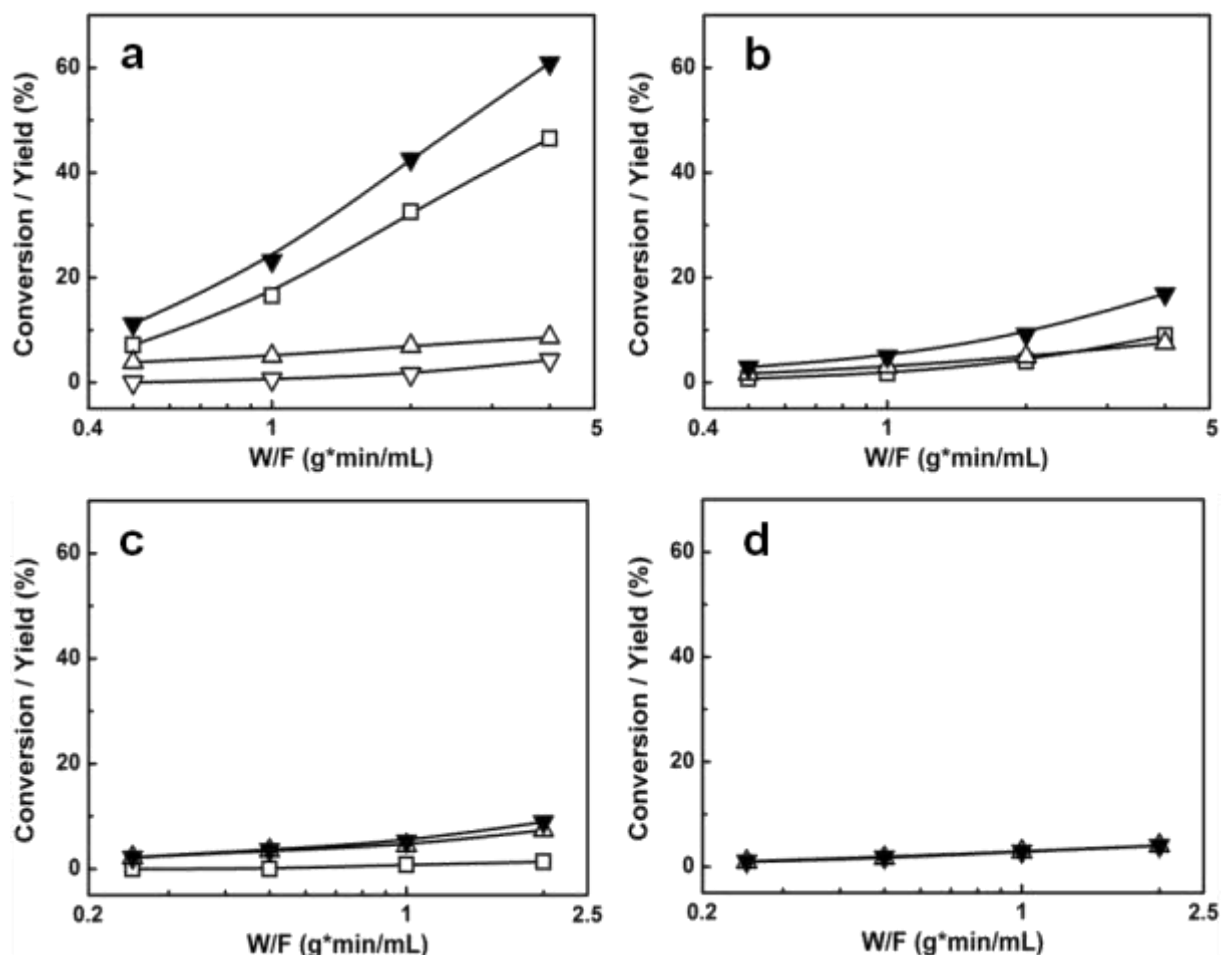 a
Conversion / Yield (%)
60
40
20
0
0.4
1
5
W/F (g*min/mL)
b
Conversion / Yield (%)
60
40
20
0
0.4
1
5
W/F (g*min/mL)
c
Conversion / Yield (%)
60
40
20
0
0.2
1
2.5
W/F (g*min/mL)
d
Conversion / Yield (%)
60
40
20
0
0.2
1
2.5
W/F (g*min/mL)